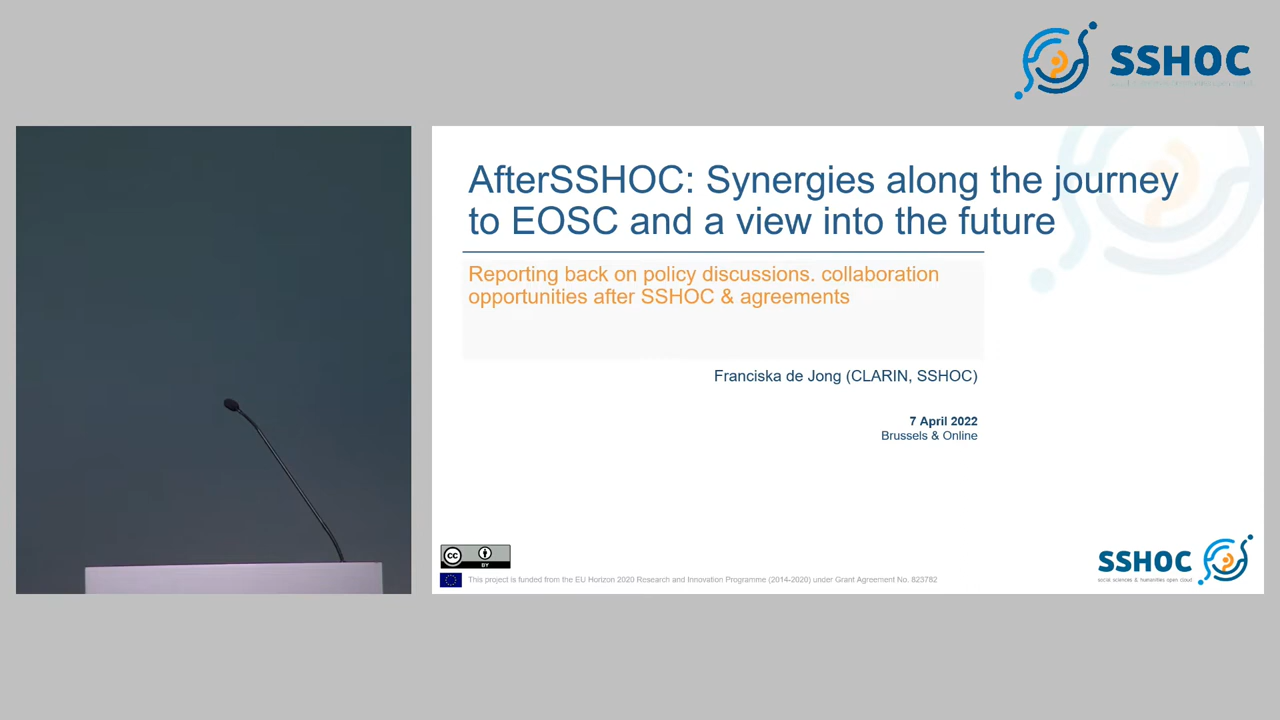 SSHOC
AfterSSHOC: Synergies along the journey
to EOSC and a view into the future
Reporting back on policy discussions. collaboration
opportunities after SSHOC & agreements
Franciska de Jong (CLARIN, SSHOC)
7 April 2022
Brussels & Online
cc
BY
This project is funded from the EU Horizon 2020 Research and Innovation Programme (2014-2020) under Grant Agreement No. 823782
SSHOC
social sciences & humanities open cloud